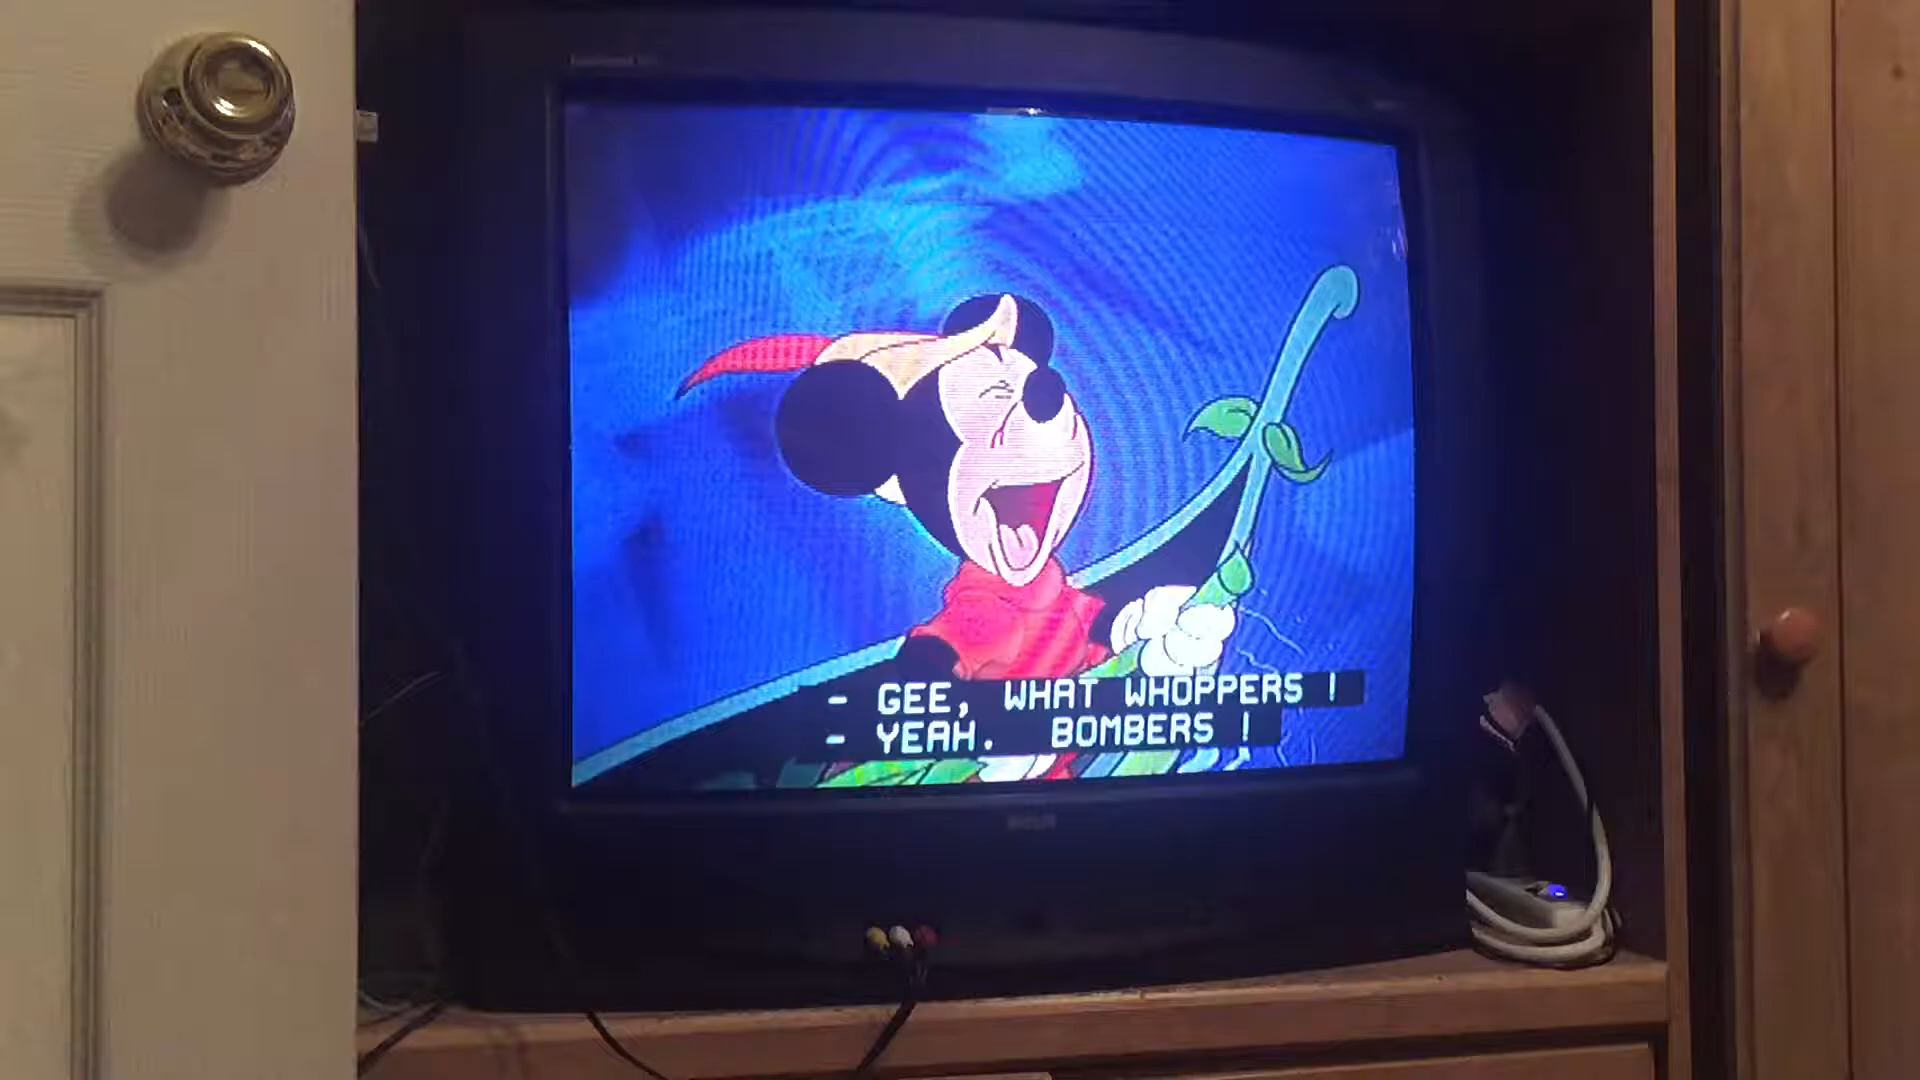 - GEE, WHAT WHOPPERS !
- YEAH. BOMBERS !